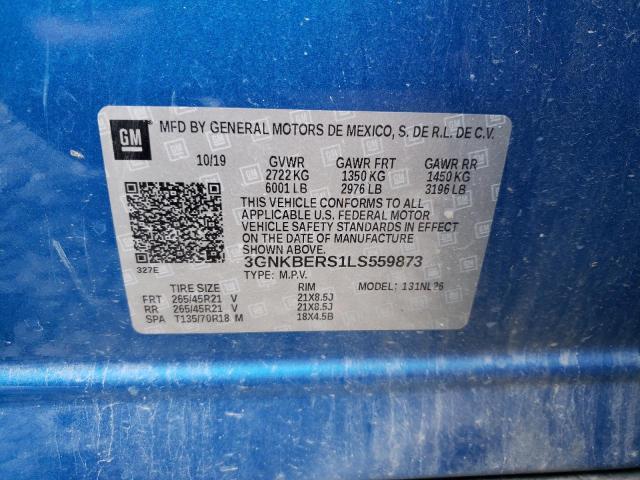 GM MFD BY GENERAL MOTORS DE MEXICO, S. DE R.L. DE C.V.
10/19 GVWR GAWR FRT GAWR RR
2722 KG 1350 KG 1450 KG
6001 LB 2976 LB 3196 LB
THIS VEHICLE CONFORMS TO ALL
APPLICABLE U.S. FEDERAL MOTOR
VEHICLE SAFETY STANDARDS IN EFFECT
ON THE DATE OF MANUFACTURE
SHOWN ABOVE.
327E 3GNKBERS1LS559873
TYPE: M.P.V.
TIRE SIZE RIM MODEL: 131NL26
FRT 265/45R21 V 21X8.5J
RR 265/45R21 V 21X8.5J
SPA T135/70R18 M 18X4.5B